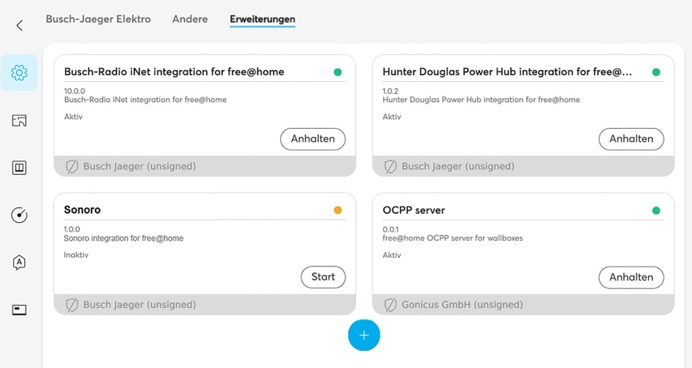 Busch-Jaeger Elektro Andere Erweiterungen
Busch-Radio iNet integration for free@home
10.0.0
Busch-Radio iNet integration for free@home
Aktiv
Anhalten
Busch Jaeger (unsigned)
Hunter Douglas Power Hub integration for free@...
1.0.2
Hunter Douglas Power Hub integration for free@home
Aktiv
Anhalten
Busch Jaeger (unsigned)
Sonoro
1.0.0
Sonoro integration for free@home
Inaktiv
Start
Busch Jaeger (unsigned)
OCPP server
0.0.1
free@home OCPP server for wallboxes
Aktiv
Anhalten
Gonicus GmbH (unsigned)
+